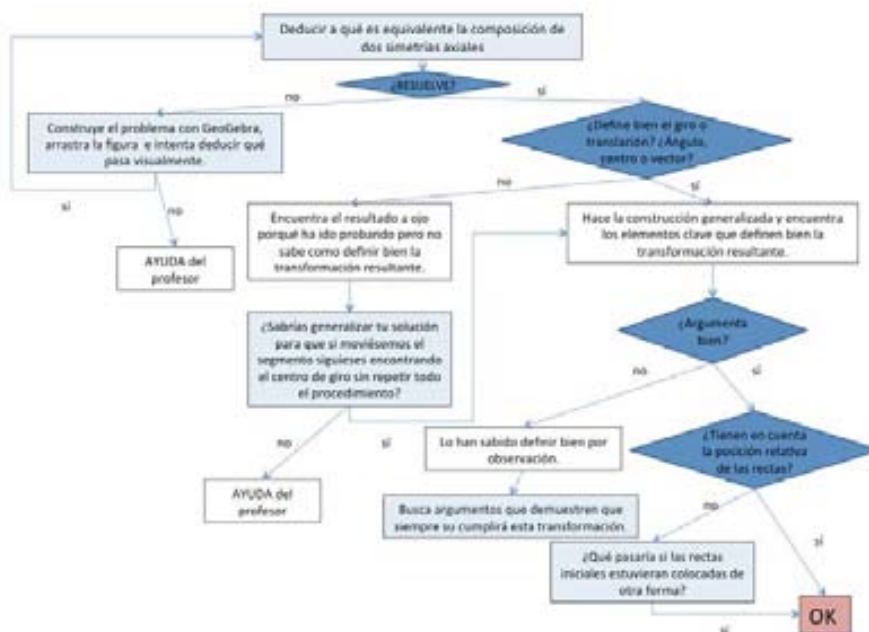 Deducir a qué es equivalente la composición de
dos simetrías axiales
¿RESUELVE?
no
sí
Construye el problema con GeoGebra,
arrastra la figura e intenta deducir qué
pasa visualmente.
¿Define bien el giro o
translación? ¿Ángulo,
centro o vector?
sí
no
no
sí
AYUDA del
profesor
Encuentra el resultado a ojo
porqué ha ido probando pero no
sabe como definir bien la
transformación resultante.
Hace la construcción generalizada y encuentra
los elementos clave que definen bien la
transformación resultante.
¿Sabrías generalizar tu solución
para que si moviésemos el
segmento siguieses encontrando
el centro de giro sin repetir todo
el procedimiento?
¿Argumenta
bien?
no
sí
no
sí
Lo han sabido definir bien por
observación.
¿Tienen en cuenta
la posición relativa
de las rectas?
AYUDA del
profesor
Busca argumentos que demuestren que
siempre su cumplirá esta transformación.
no
sí
¿Qué pasaría si las rectas
iniciales estuvieran colocadas de
otra forma?
OK
sí